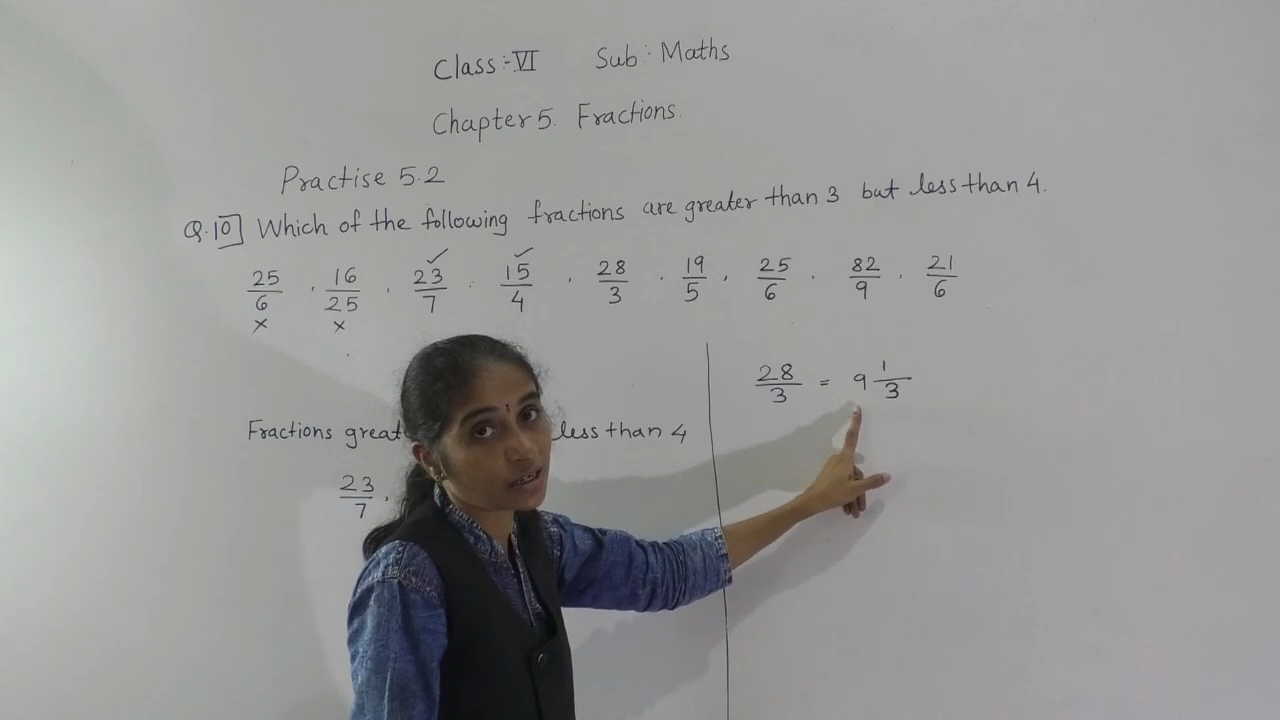 Class :- VI Sub :- Maths
Chapter 5. Fractions.
Practise 5.2
Q.10] Which of the following fractions are greater than 3 but less than 4.
25/6 , 16/25 , 23/7 , 15/4 , 28/3 , 19/5 , 25/6 , 82/9 , 21/6
✓ ✓
x x
28/3 = 9 1/3
Fractions less than 4
23/7 ,